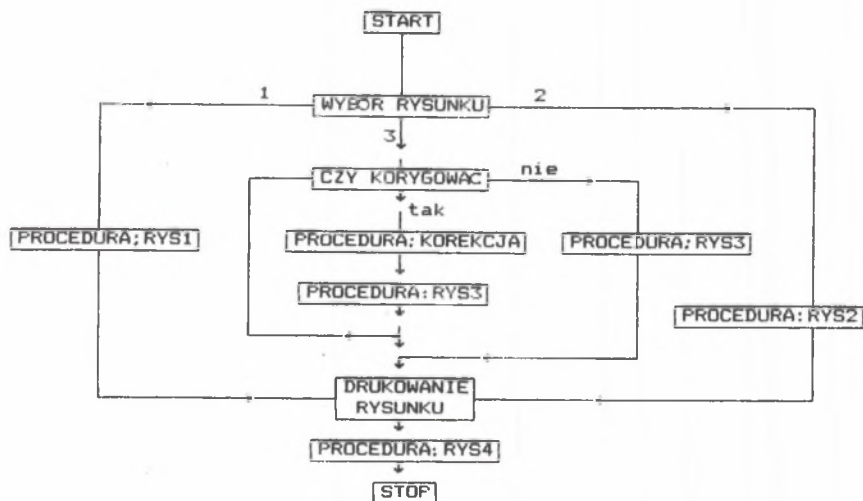 START
1
WYBÓR RYSUNKU
2
3
CZY KORYGOWAC
nie
tak
PROCEDURA;RYS1
PROCEDURA;KOREKCJA
PROCEDURA;RYS3
PROCEDURA:RYS3
PROCEDURA:RYS2
DRUKOWANIE
RYSUNKU
PROCEDURA;RYS4
STOP